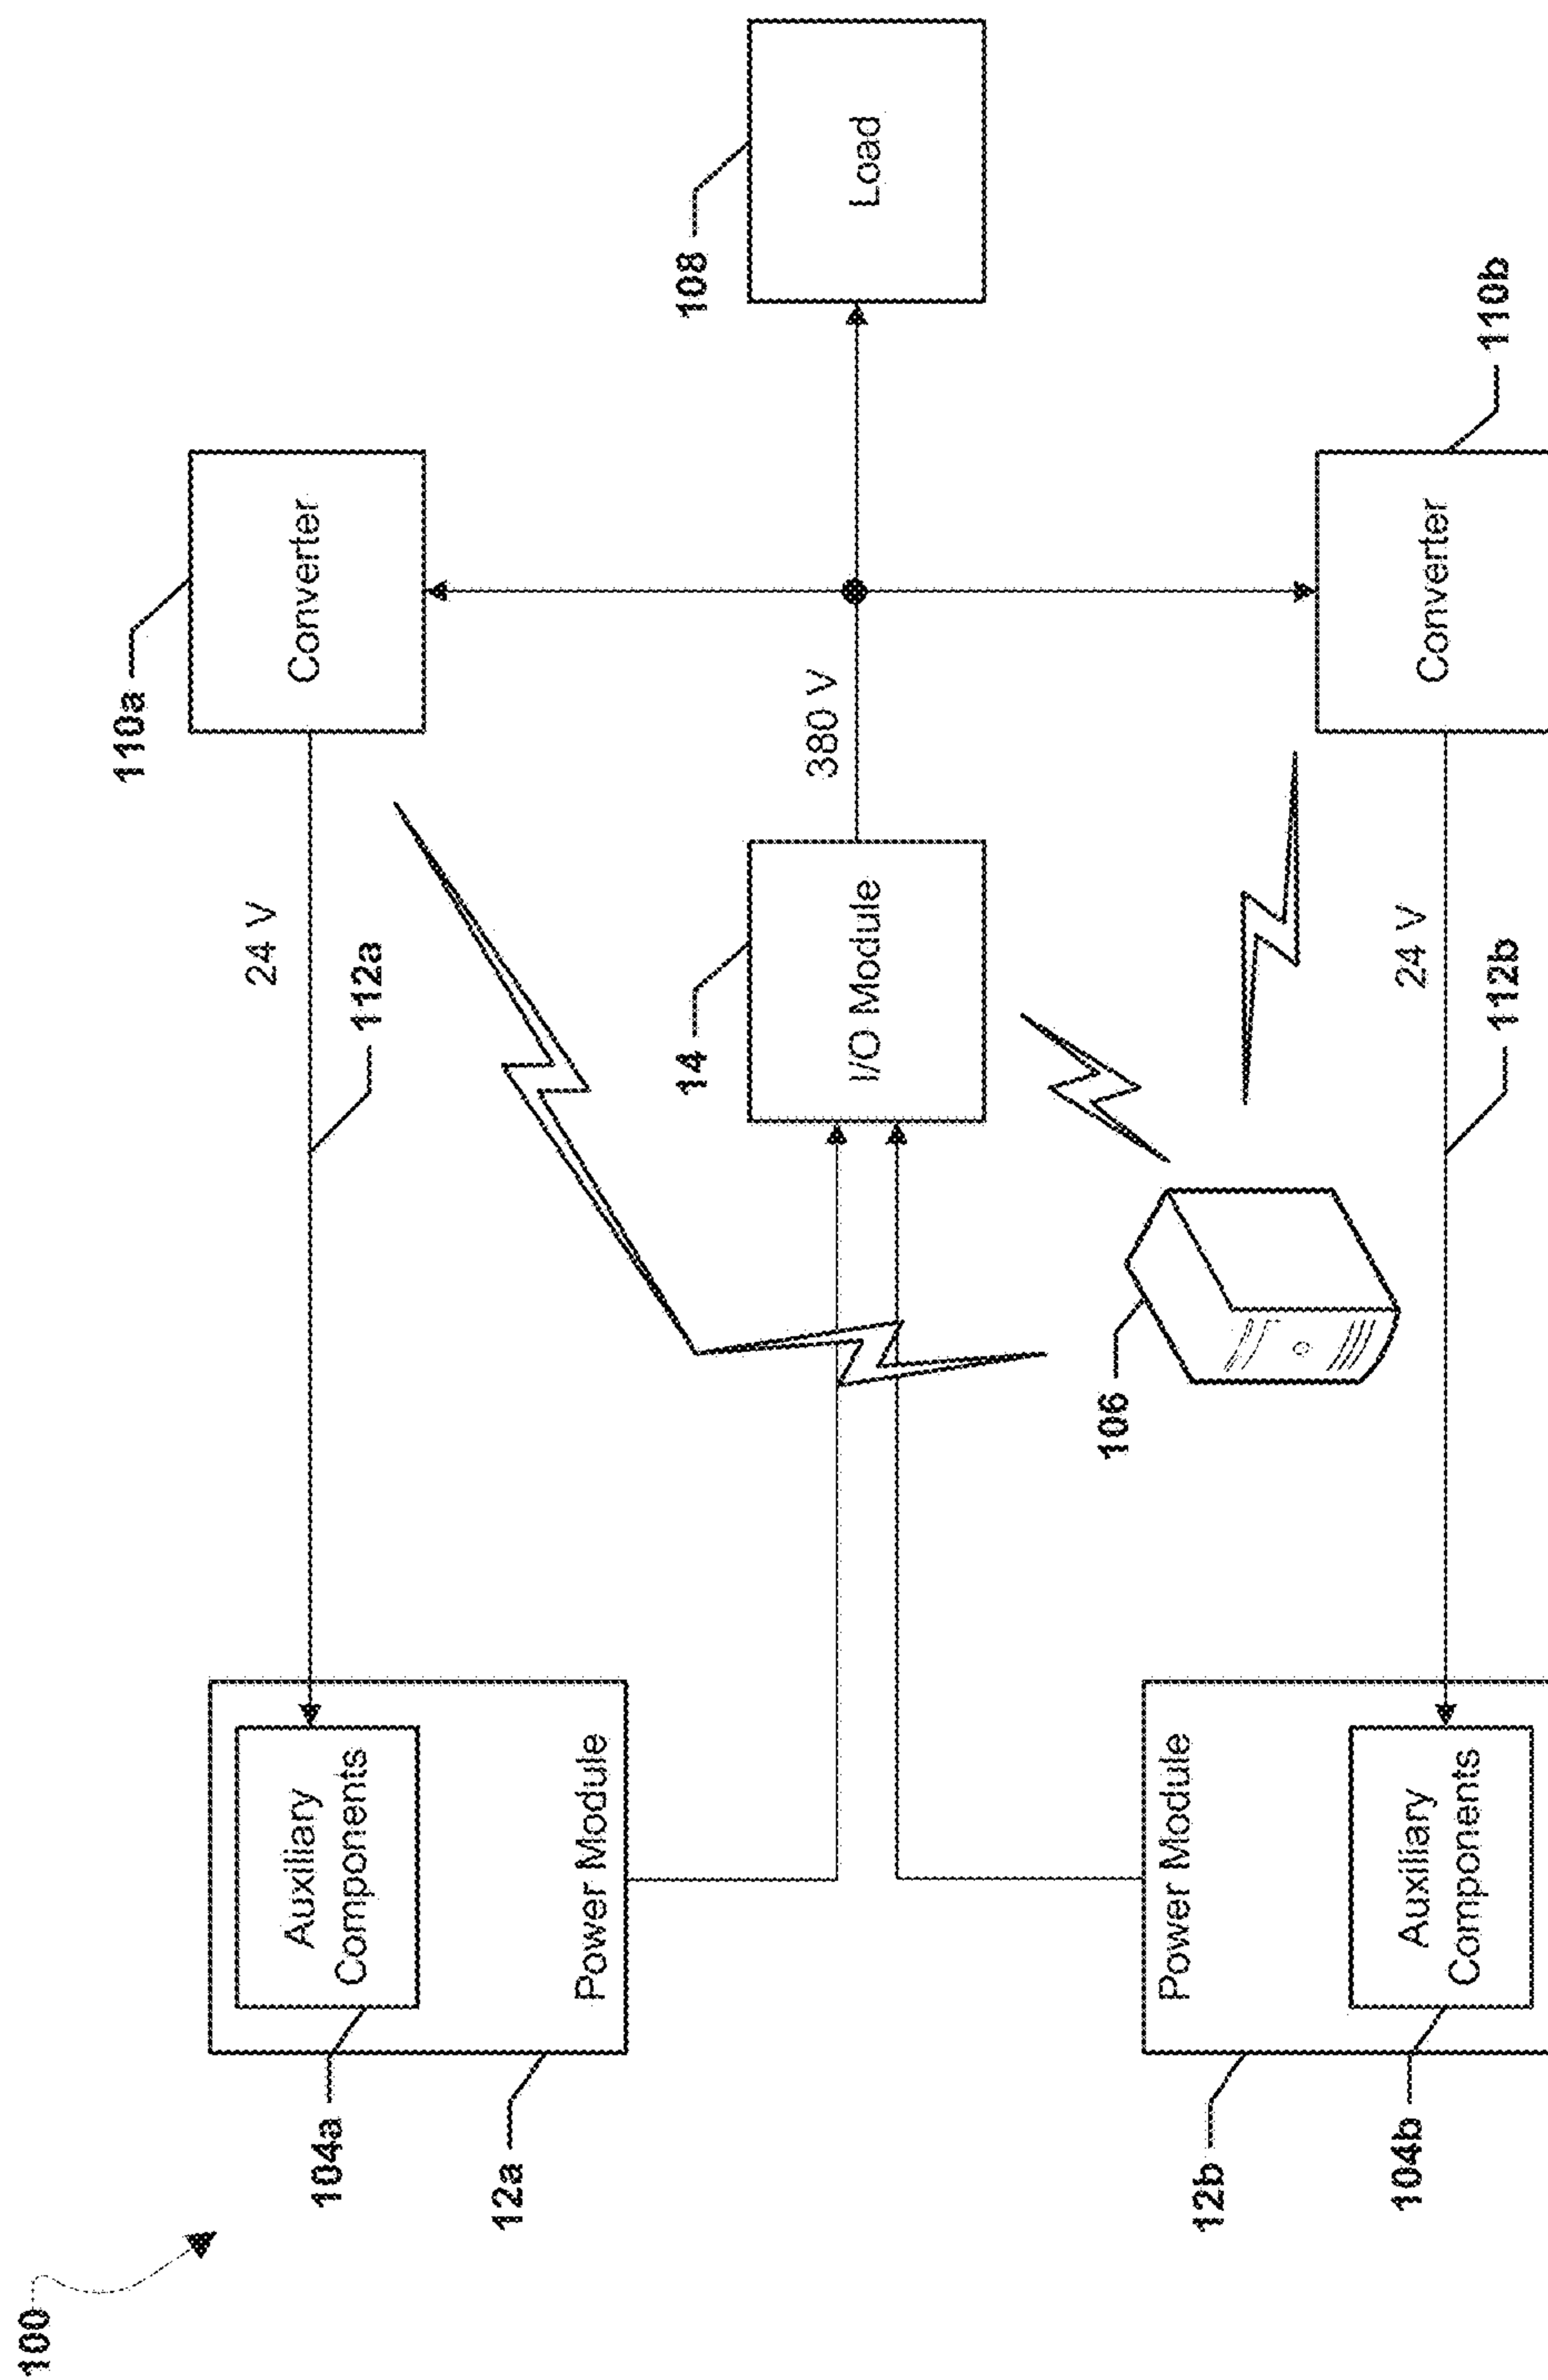 100
104a
12a
Auxiliary
Components
Power Module
24 V
112a
110a
Converter
14
I/O Module
380 V
108
Load
106
12b
104b
Power Module
Auxiliary
Components
24 V
112b
Converter
110b